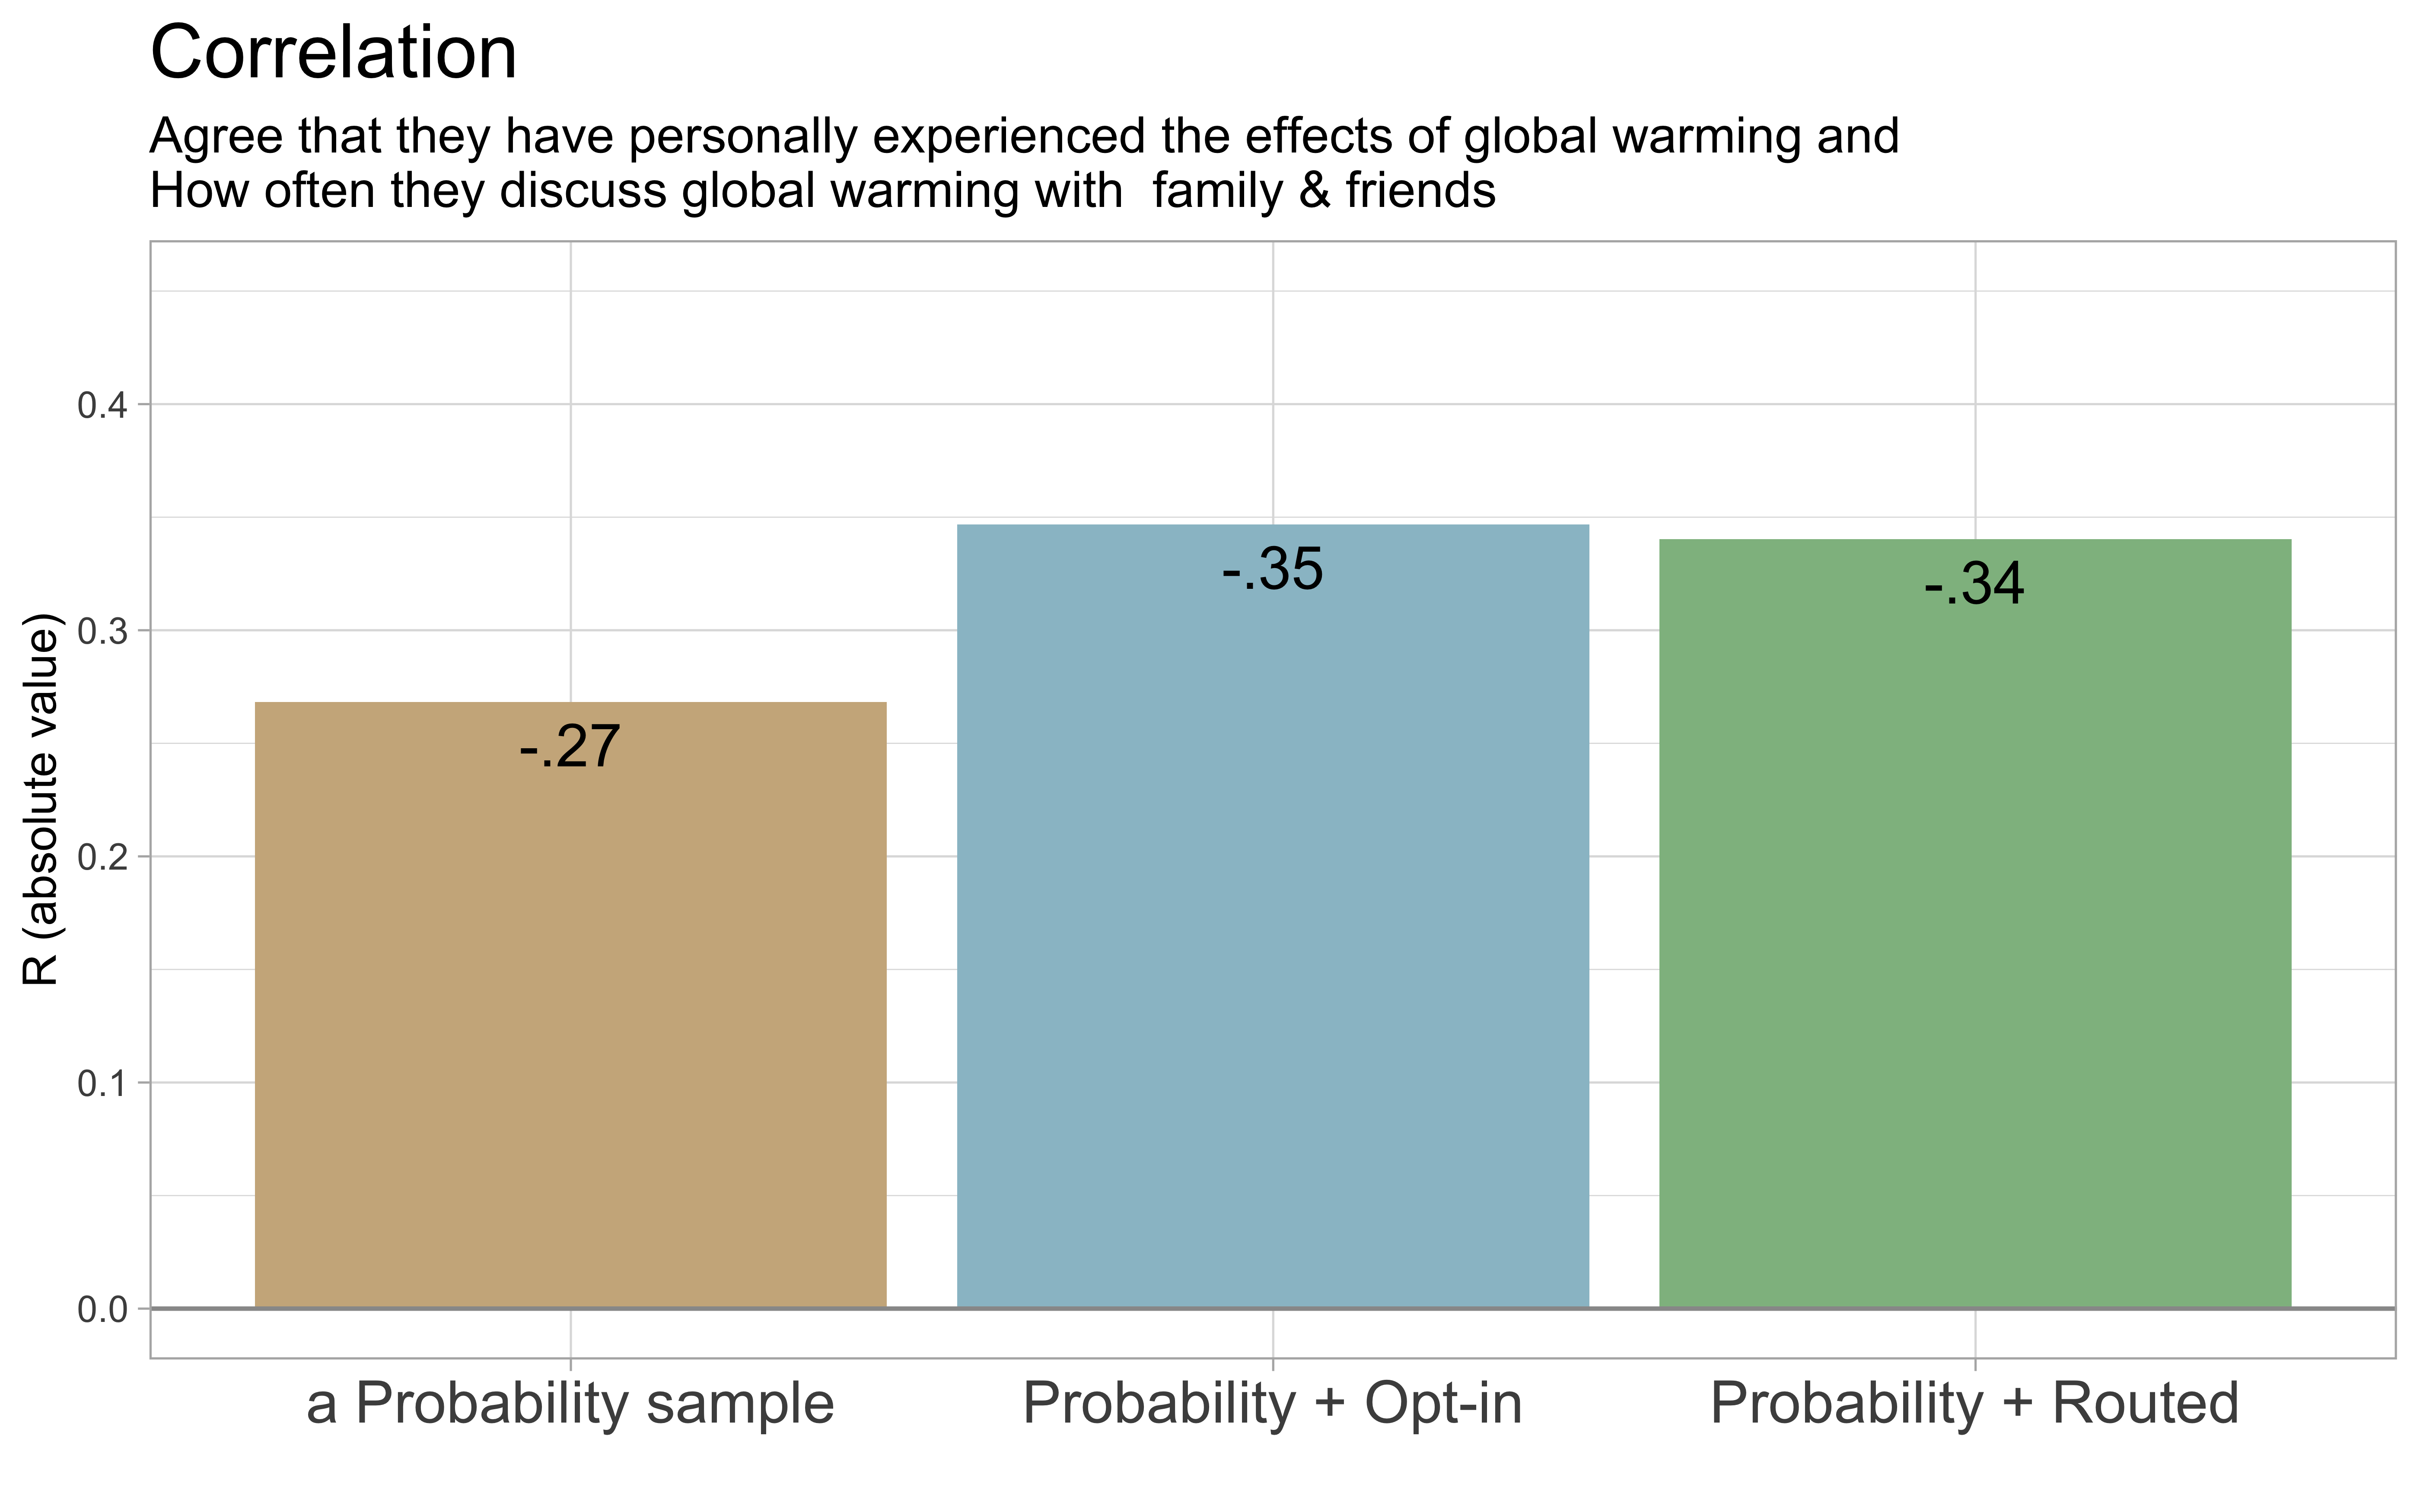 Correlation
Agree that they have personally experienced the effects of global warming and
How often they discuss global warming with  family & friends
R (absolute value)
0.4
0.3
0.2
0.1
0.0
-.27
-.35
-.34
a Probability sample
Probability + Opt-in
Probability + Routed